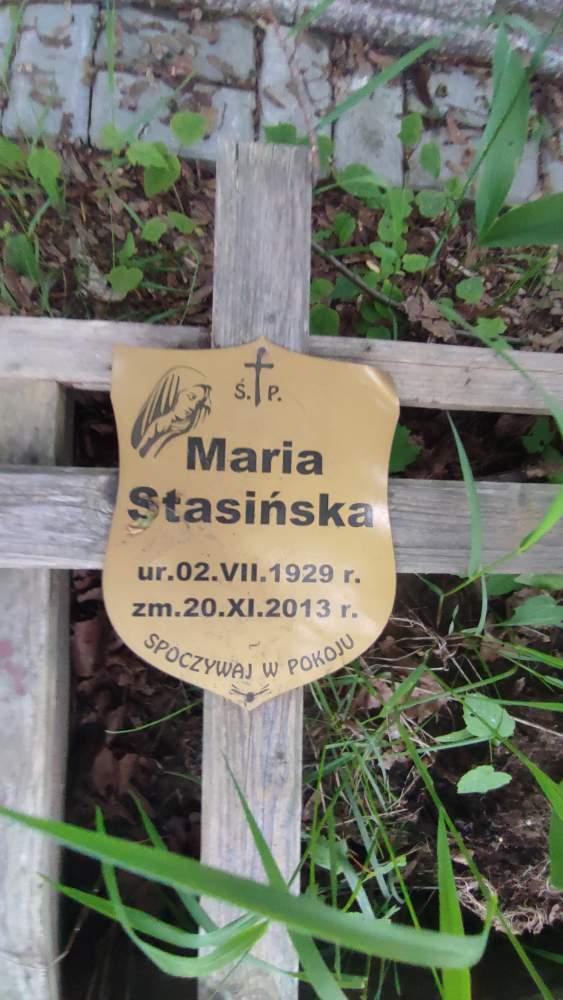 Ś.P.
Maria
Stasińska
ur.02.VII.1929 r.
zm.20.XI.2013 r.
SPOCZYWAJ W POKOJU